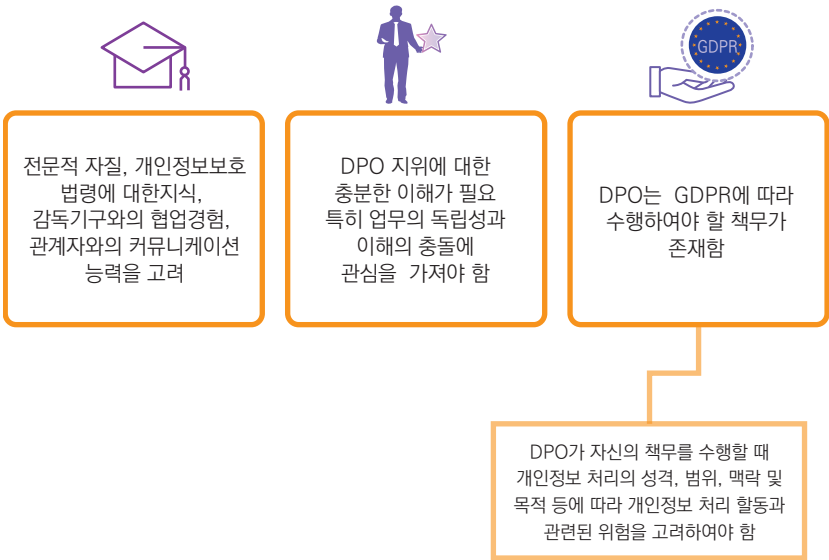 GDPR
전문적 자질, 개인정보보호
법령에 대한지식,
감독기구와의 협업경험,
관계자와의 커뮤니케이션
능력을 고려
DPO 지위에 대한
충분한 이해가 필요
특히 업무의 독립성과
이해의 충돌에
관심을 가져야 함
DPO는 GDPR에 따라
수행하여야 할 책무가
존재함
DPO가 자신의 책무를 수행할 때
개인정보 처리의 성격, 범위, 맥락 및
목적 등에 따라 개인정보 처리 할동과
관련된 위험을 고려하여야 함